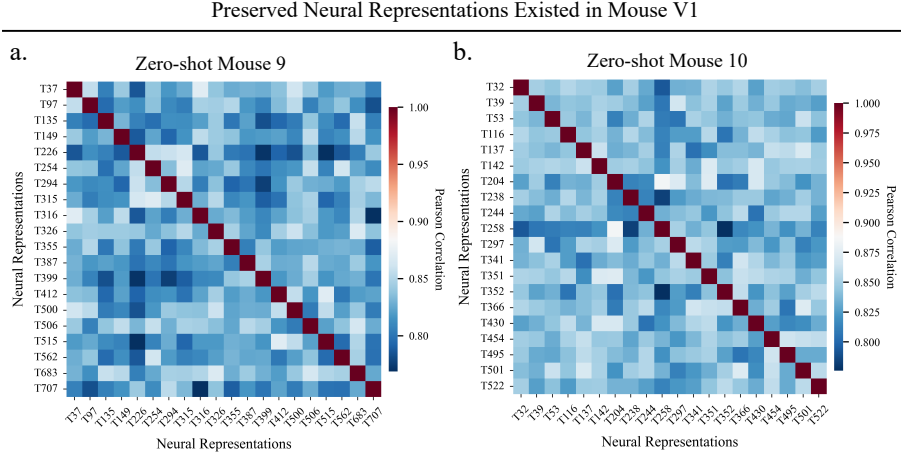 Preserved Neural Representations Existed in Mouse V1
a.
Zero-shot Mouse 9
T37
T97
T135
T149
T226
T254
T294
T315
T316
T326
T355
T387
T399
T412
T500
T506
T515
T562
T683
T707
Neural Representations
T37 T97 T135 T149 T226 T254 T294 T315 T316 T326 T355 T387 T399 T412 T500 T506 T515 T562 T683 T707
Neural Representations
1.00
0.95
0.90
0.85
0.80
Pearson Correlation
b.
Zero-shot Mouse 10
T32
T39
T53
T116
T137
T142
T204
T238
T244
T258
T297
T341
T351
T352
T366
T430
T454
T495
T501
T522
Neural Representations
T32 T39 T53 T116 T137 T142 T204 T238 T244 T258 T297 T341 T351 T352 T366 T430 T454 T495 T501 T522
Neural Representations
1.000
0.975
0.950
0.925
0.900
0.875
0.850
0.825
0.800
Pearson Correlation